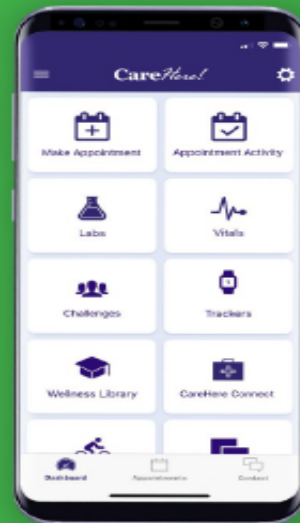 CareHere!
Make Appointment
Appointment Activity
Labs
Vitals
Challenges
Trackers
Wellness Library
CareHere Connect
Dashboard
Appointments
Contact